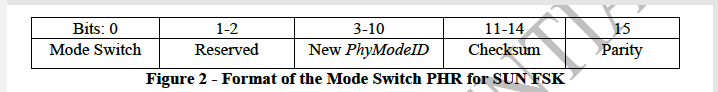 Bits: 0 1-2 3-10 11-14 15
Mode Switch Reserved New PhyModeID Checksum Parity
Figure 2 - Format of the Mode Switch PHR for SUN FSK